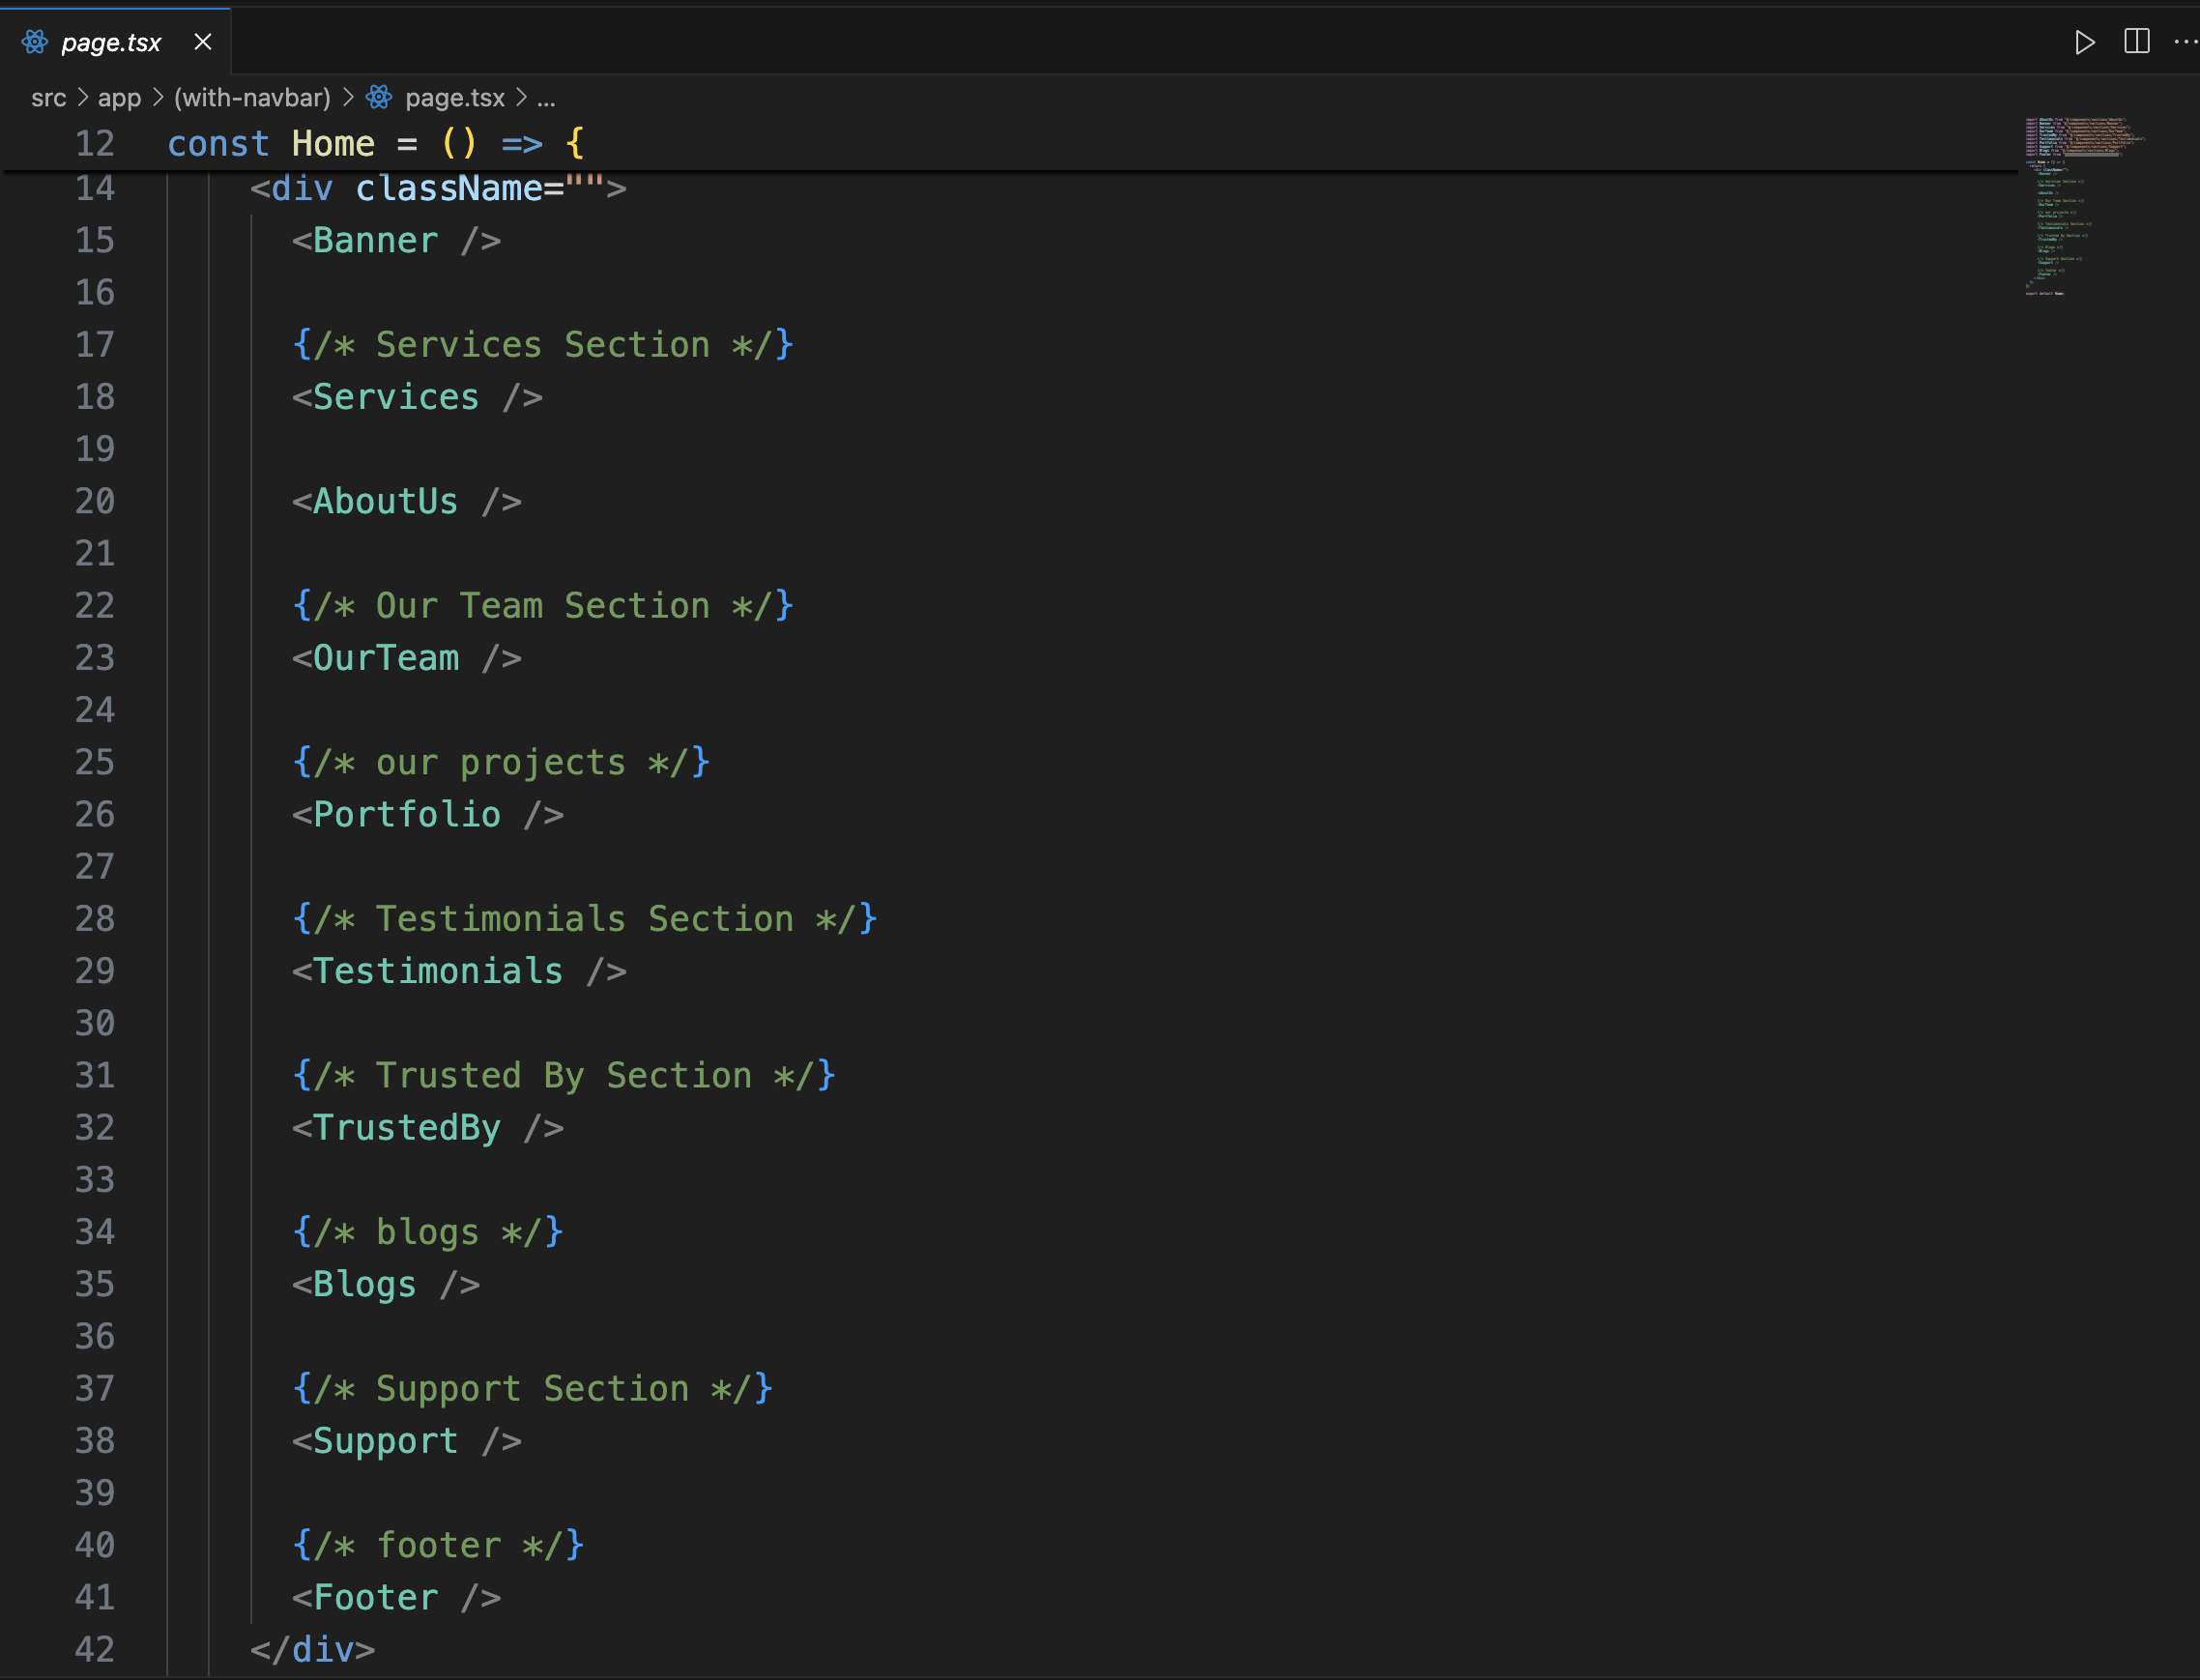 page.tsx
src > app > (with-navbar) > page.tsx > ...
12 const Home = () => {
14 <div className="">
15 <Banner />
16
17 {/* Services Section */}
18 <Services />
19
20 <AboutUs />
21
22 {/* Our Team Section */}
23 <OurTeam />
24
25 {/* our projects */}
26 <Portfolio />
27
28 {/* Testimonials Section */}
29 <Testimonials />
30
31 {/* Trusted By Section */}
32 <TrustedBy />
33
34 {/* blogs */}
35 <Blogs />
36
37 {/* Support Section */}
38 <Support />
39
40 {/* footer */}
41 <Footer />
42 </div>